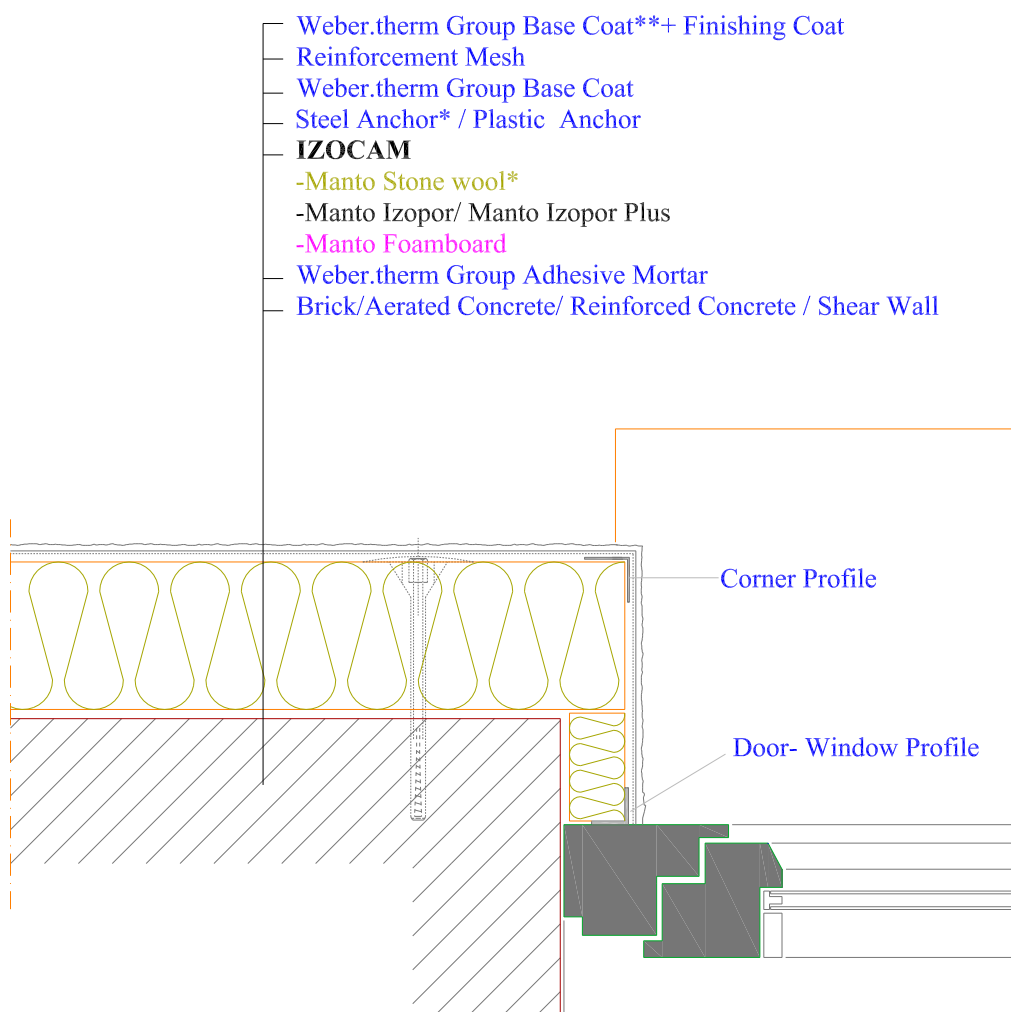 Weber.therm Group Base Coat**+ Finishing Coat
Reinforcement Mesh
Weber.therm Group Base Coat
Steel Anchor* / Plastic Anchor
IZOCAM
-Manto Stone wool*
-Manto Izopor/ Manto Izopor Plus
-Manto Foamboard
Weber.therm Group Adhesive Mortar
Brick/Aerated Concrete/ Reinforced Concrete / Shear Wall
Corner Profile
Door- Window Profile